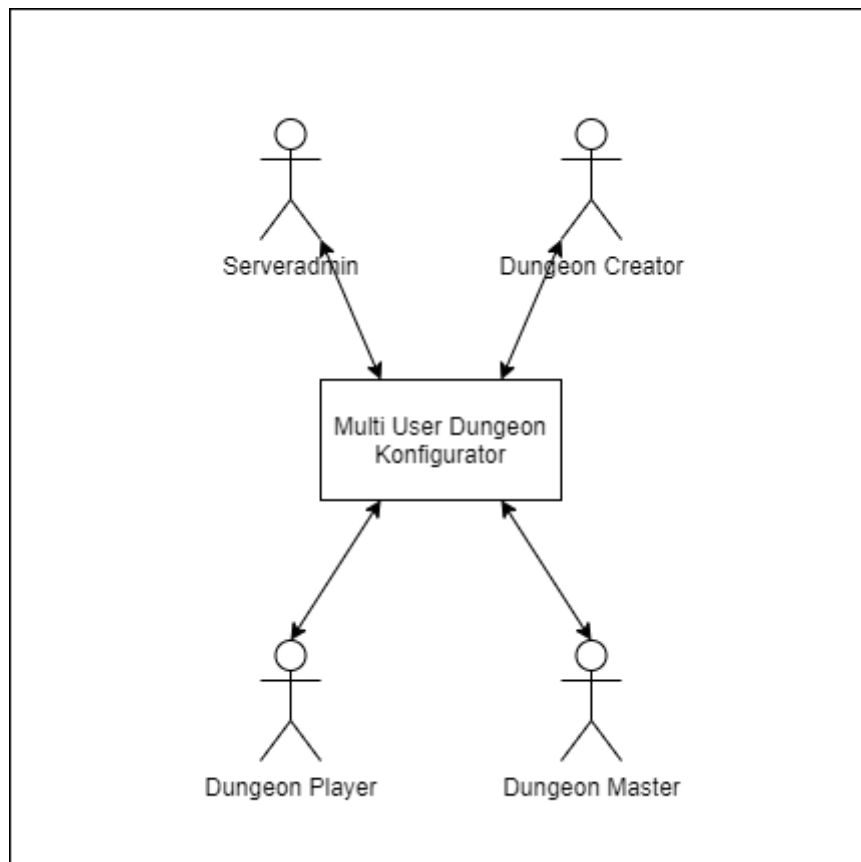 Serveradmin
Dungeon Creator
Multi User Dungeon
Konfigurator
Dungeon Player
Dungeon Master